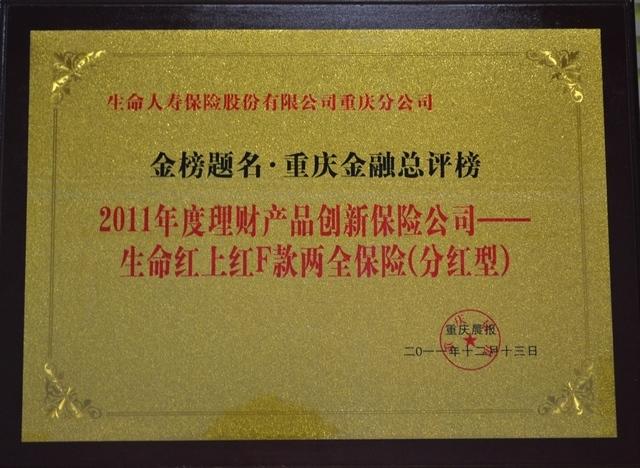 生命人寿保险股份有限公司重庆分公司
金榜题名·重庆金融总评榜
2011年度理财产品创新保险公司——
生命红上红F款两全保险(分红型)
重庆晨报
二〇一一年十二月十三日